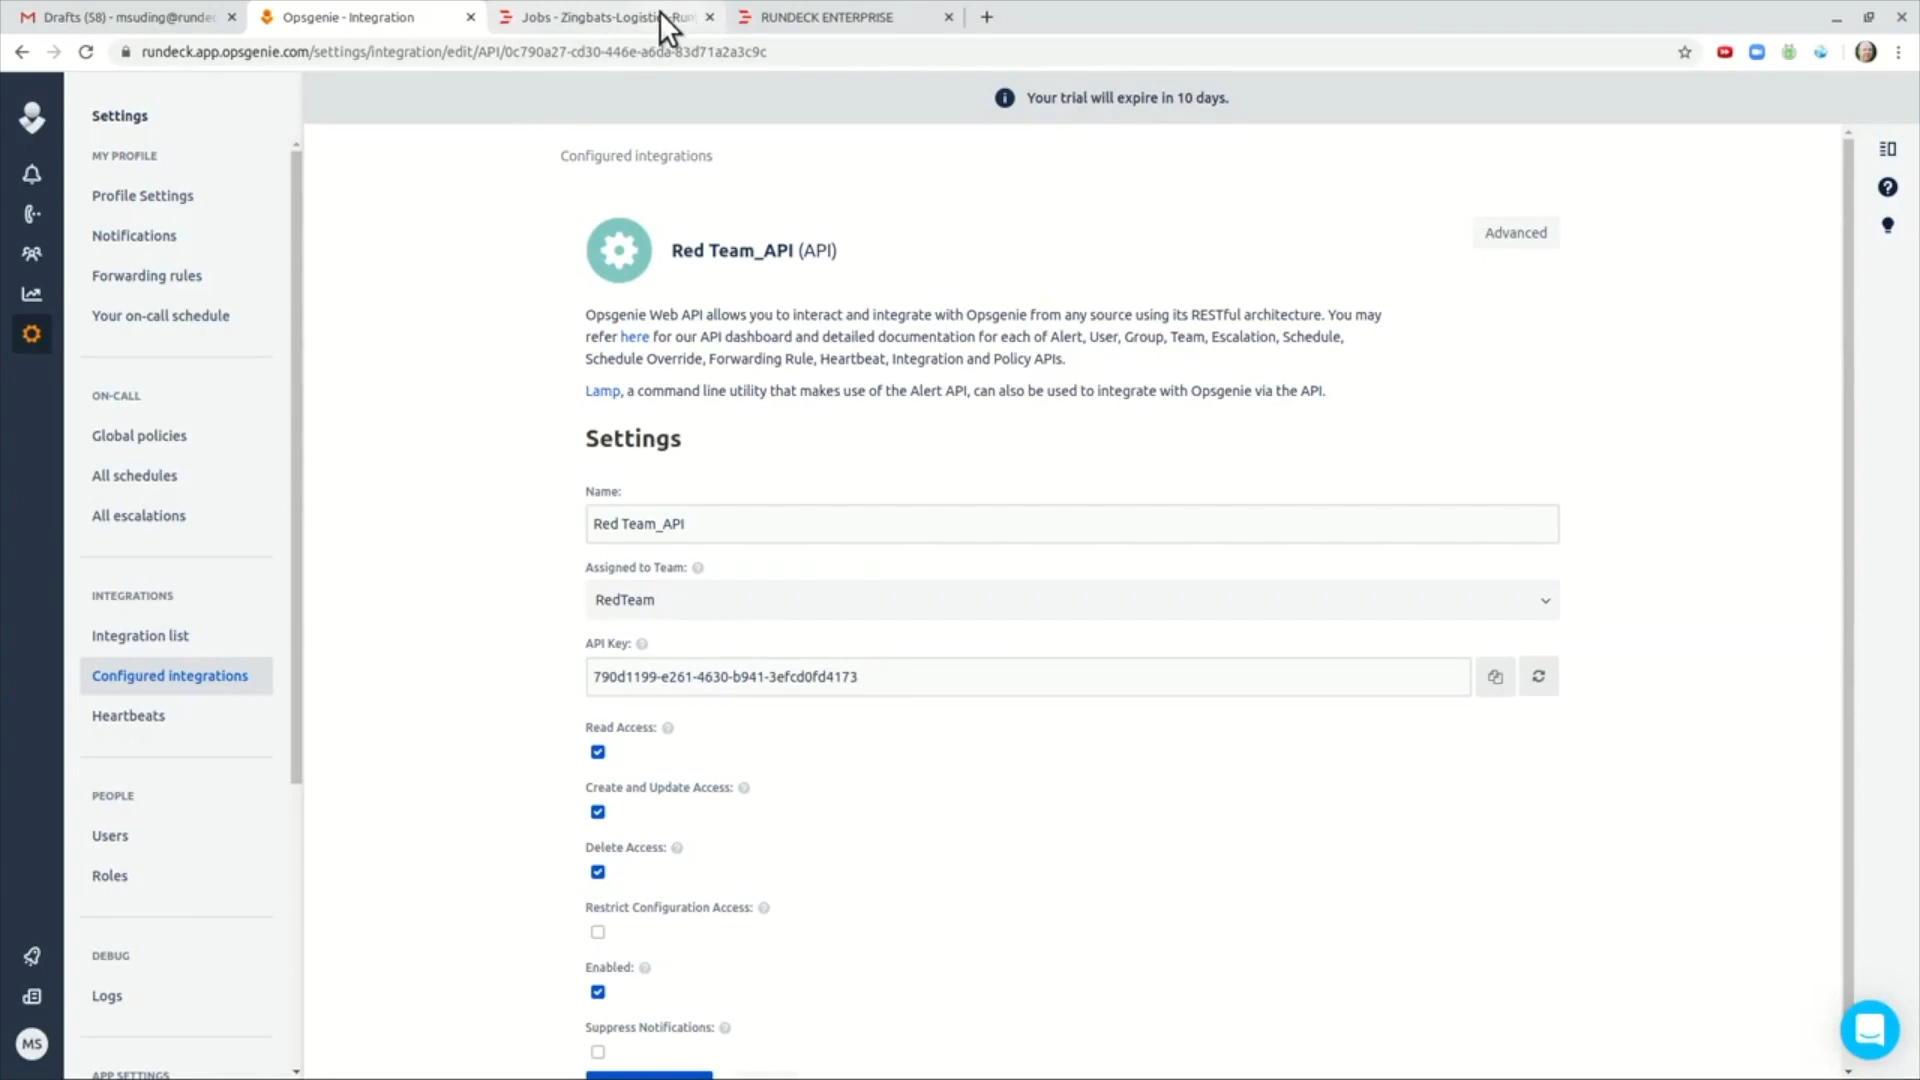 Drafts (58) - msuding@runde
Opsgenie - Integration
Jobs - Zingbats-Logisti
RUNDECK ENTERPRISE
rundeck.app.opsgenie.com/settings/integration/edit/API/0c790a27-cd30-446e-a6da-83d71a2a3c9c
Your trial will expire in 10 days.
Settings
MY PROFILE
Profile Settings
Notifications
Forwarding rules
Your on-call schedule
ON-CALL
Global policies
All schedules
All escalations
INTEGRATIONS
Integration list
Configured integrations
Heartbeats
PEOPLE
Users
Roles
DEBUG
Logs
APP SETTINGS
MS
Configured integrations
Red Team_API (API)
Advanced
Opsgenie Web API allows you to interact and integrate with Opsgenie from any source using its RESTful architecture. You may
refer here for our API dashboard and detailed documentation for each of Alert, User, Group, Team, Escalation, Schedule,
Schedule Override, Forwarding Rule, Heartbeat, Integration and Policy APIs.
Lamp, a command line utility that makes use of the Alert API, can also be used to integrate with Opsgenie via the API.
Settings
Name:
Red Team_API
Assigned to Team:
RedTeam
API Key:
790d1199-e261-4630-b941-3efcd0fd4173
Read Access:
Create and Update Access:
Delete Access:
Restrict Configuration Access:
Enabled:
Suppress Notifications: